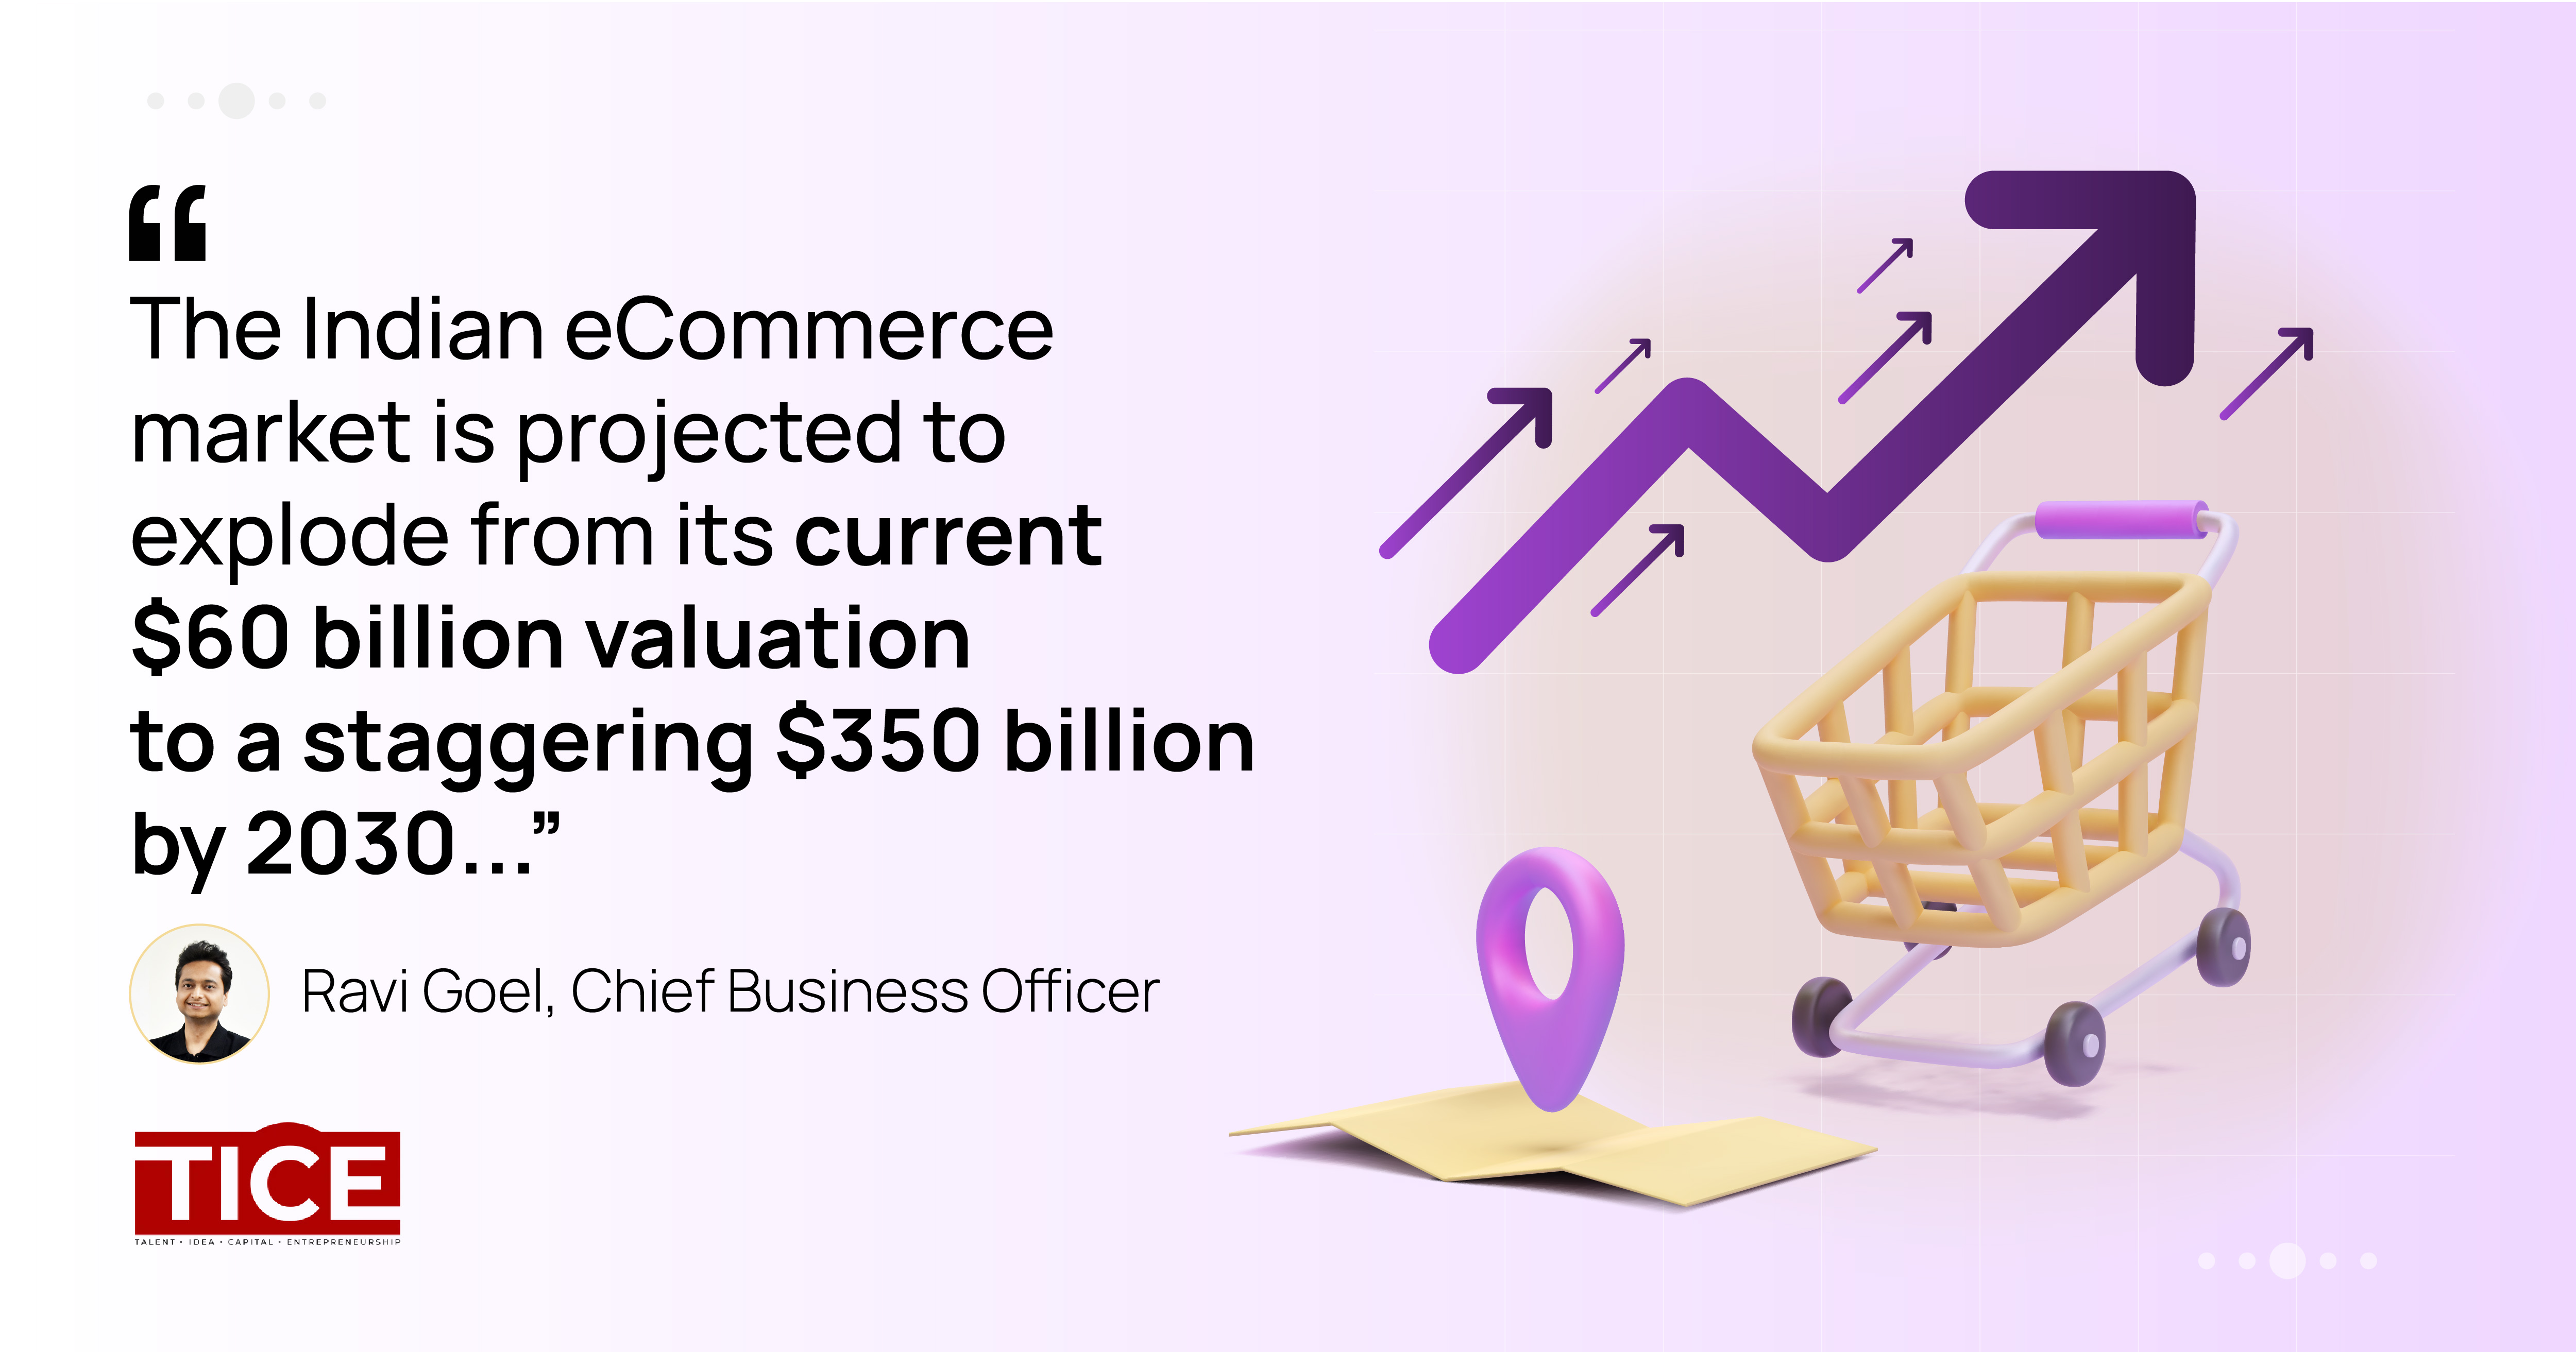 “
The Indian eCommerce
market is projected to
explode from its current
$60 billion valuation
to a staggering $350 billion
by 2030...”
Ravi Goel, Chief Business Officer
TICE
TALENT • IDEA • CAPITAL • ENTREPRENEURSHIP